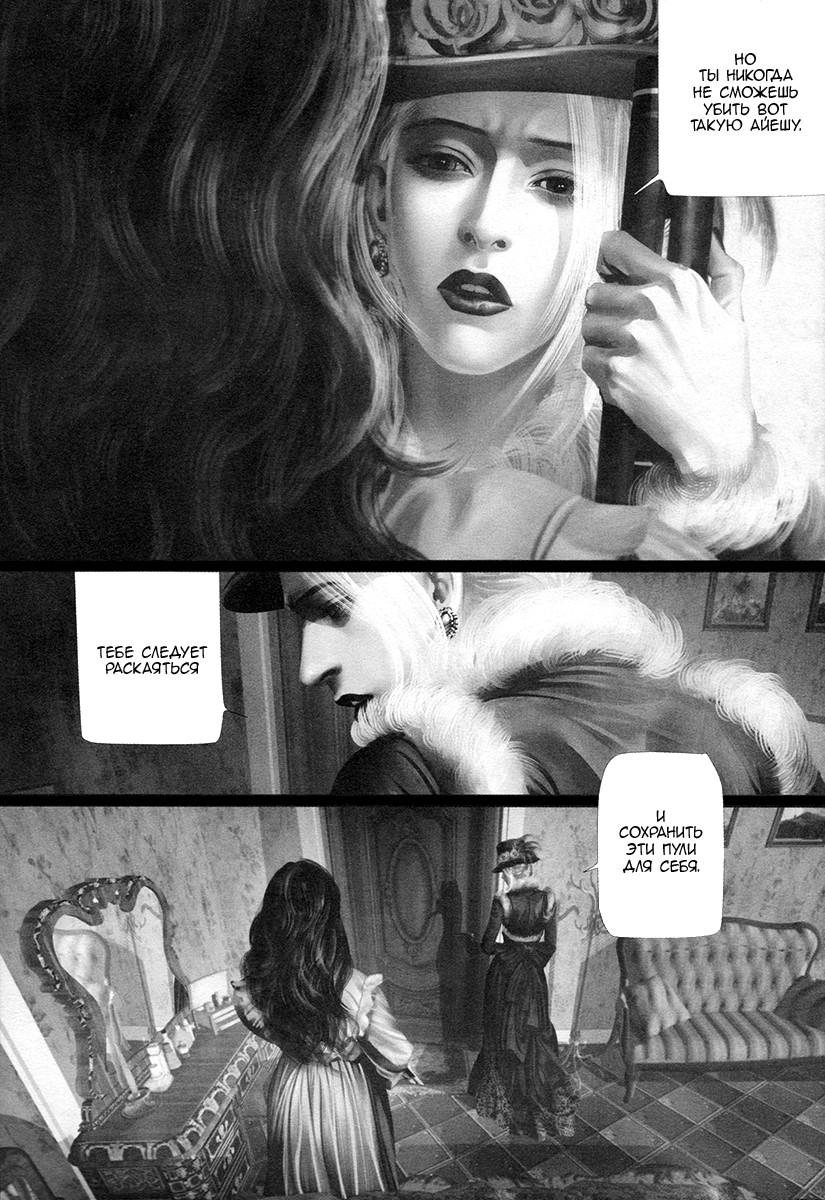 НО
ТЫ НИКОГДА
НЕ СМОЖЕШЬ
УБИТЬ ВОТ
ТАКУЮ АЙЕШУ.
ТЕБЕ СЛЕДУЕТ
РАСКАЯТЬСЯ
И
СОХРАНИТЬ
ЭТИ ПУЛИ
ДЛЯ СЕБЯ.